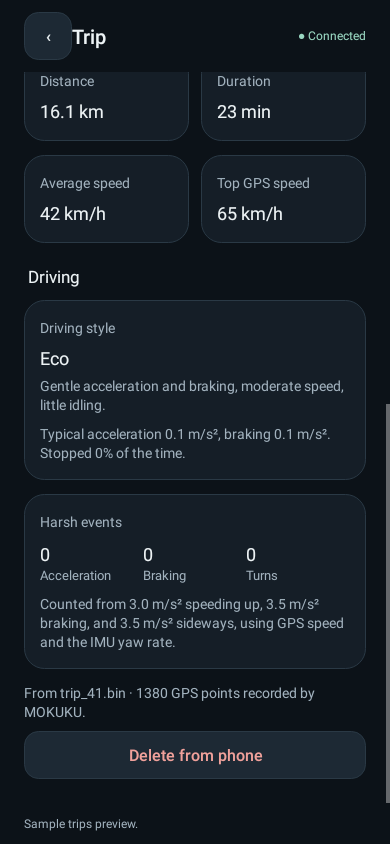 ‹ Trip ● Connected
Distance Duration
16.1 km 23 min
Average speed Top GPS speed
42 km/h 65 km/h
Driving
Driving style
Eco
Gentle acceleration and braking, moderate speed,
little idling.
Typical acceleration 0.1 m/s², braking 0.1 m/s².
Stopped 0% of the time.
Harsh events
0 0 0
Acceleration Braking Turns
Counted from 3.0 m/s² speeding up, 3.5 m/s²
braking, and 3.5 m/s² sideways, using GPS speed
and the IMU yaw rate.
From trip_41.bin · 1380 GPS points recorded by
MOKUKU.
Delete from phone
Sample trips preview.